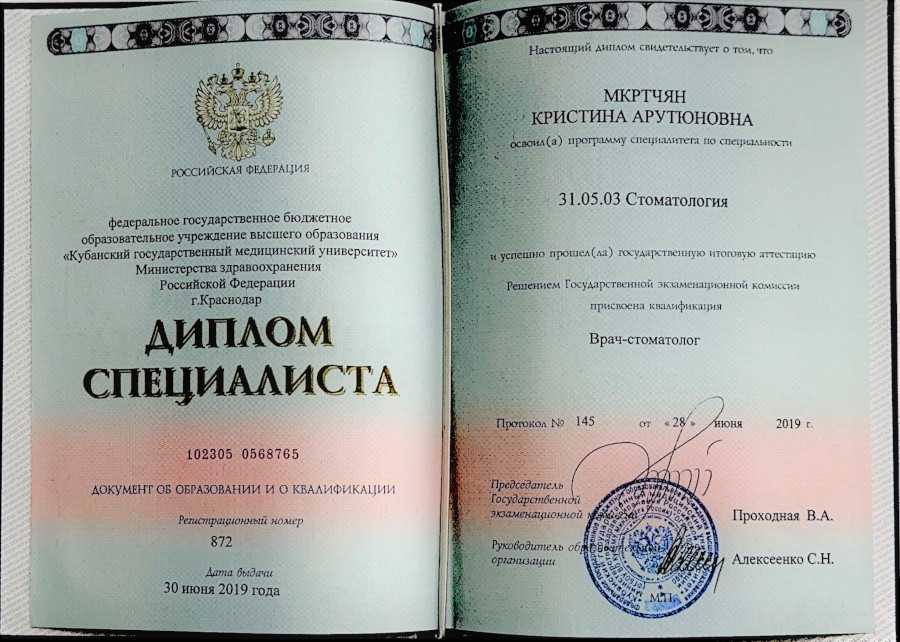 РОССИЙСКАЯ ФЕДЕРАЦИЯ
федеральное государственное бюджетное
образовательное учреждение высшего образования
«Кубанский государственный медицинский университет»
Министерства здравоохранения
Российской Федерации
г.Краснодар
ДИПЛОМ
СПЕЦИАЛИСТА
102305 0568765
ДОКУМЕНТ ОБ ОБРАЗОВАНИИ И О КВАЛИФИКАЦИИ
Регистрационный номер
872
Дата выдачи
30 июня 2019 года
Настоящий диплом свидетельствует о том, что
МКРТЧЯН
КРИСТИНА АРУТЮНОВНА
освоил(а) программу специалитета по специальности
31.05.03 Стоматология
и успешно прошел(ла) государственную итоговую аттестацию
Решением Государственной экзаменационной комиссии
присвоена квалификация
Врач-стоматолог
Протокол № 145 от «28» июня 2019 г.
Председатель
Государственной
экзаменационной
Проходная В.А.
Руководитель образовательной
организации
Алексеенко С.Н.
М.П.